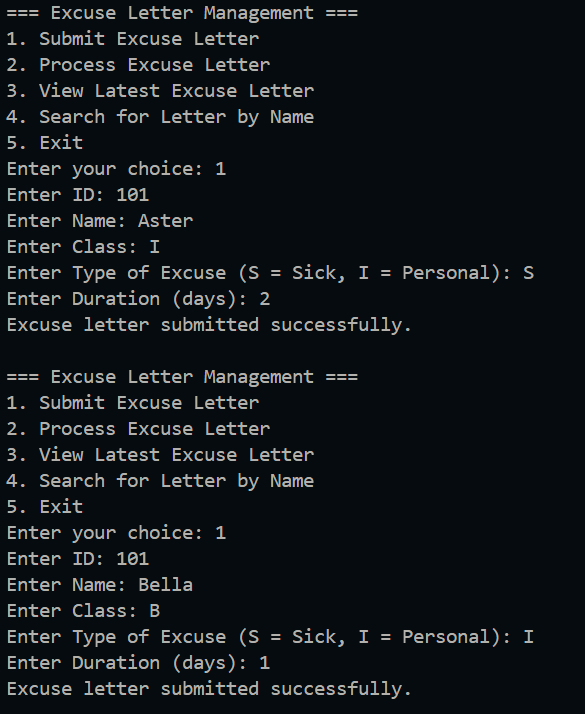 === Excuse Letter Management ===
1. Submit Excuse Letter
2. Process Excuse Letter
3. View Latest Excuse Letter
4. Search for Letter by Name
5. Exit
Enter your choice: 1
Enter ID: 101
Enter Name: Aster
Enter Class: I
Enter Type of Excuse (S = Sick, I = Personal): S
Enter Duration (days): 2
Excuse letter submitted successfully.

=== Excuse Letter Management ===
1. Submit Excuse Letter
2. Process Excuse Letter
3. View Latest Excuse Letter
4. Search for Letter by Name
5. Exit
Enter your choice: 1
Enter ID: 101
Enter Name: Bella
Enter Class: B
Enter Type of Excuse (S = Sick, I = Personal): I
Enter Duration (days): 1
Excuse letter submitted successfully.